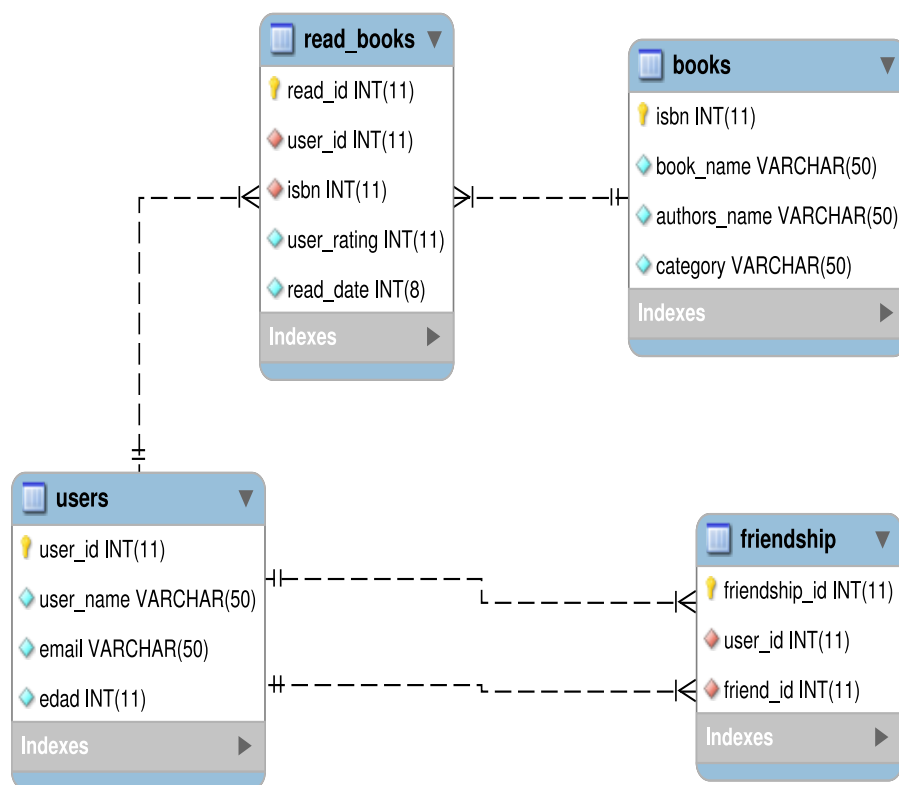 read_books
read_id INT(11)
user_id INT(11)
isbn INT(11)
user_rating INT(11)
read_date INT(8)
Indexes
books
isbn INT(11)
book_name VARCHAR(50)
authors_name VARCHAR(50)
category VARCHAR(50)
Indexes
users
user_id INT(11)
user_name VARCHAR(50)
email VARCHAR(50)
edad INT(11)
Indexes
friendship
friendship_id INT(11)
user_id INT(11)
friend_id INT(11)
Indexes